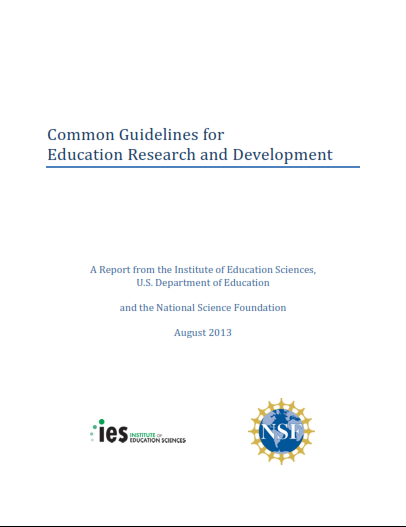 Common Guidelines for
Education Research and Development
A Report from the Institute of Education Sciences,
U.S. Department of Education
and the National Science Foundation
August 2013
ies INSTITUTE OF
EDUCATION SCIENCES
NSF